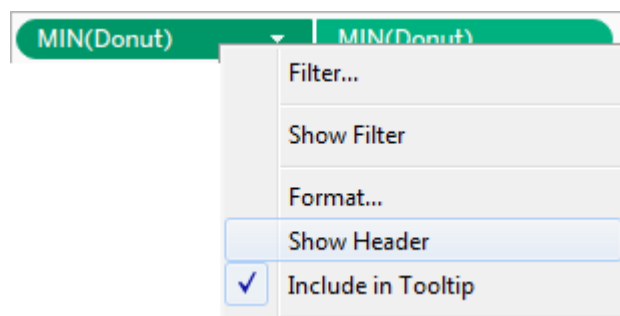 MIN(Donut) MIN(Donut)
Filter...
Show Filter
Format...
Show Header
Include in Tooltip